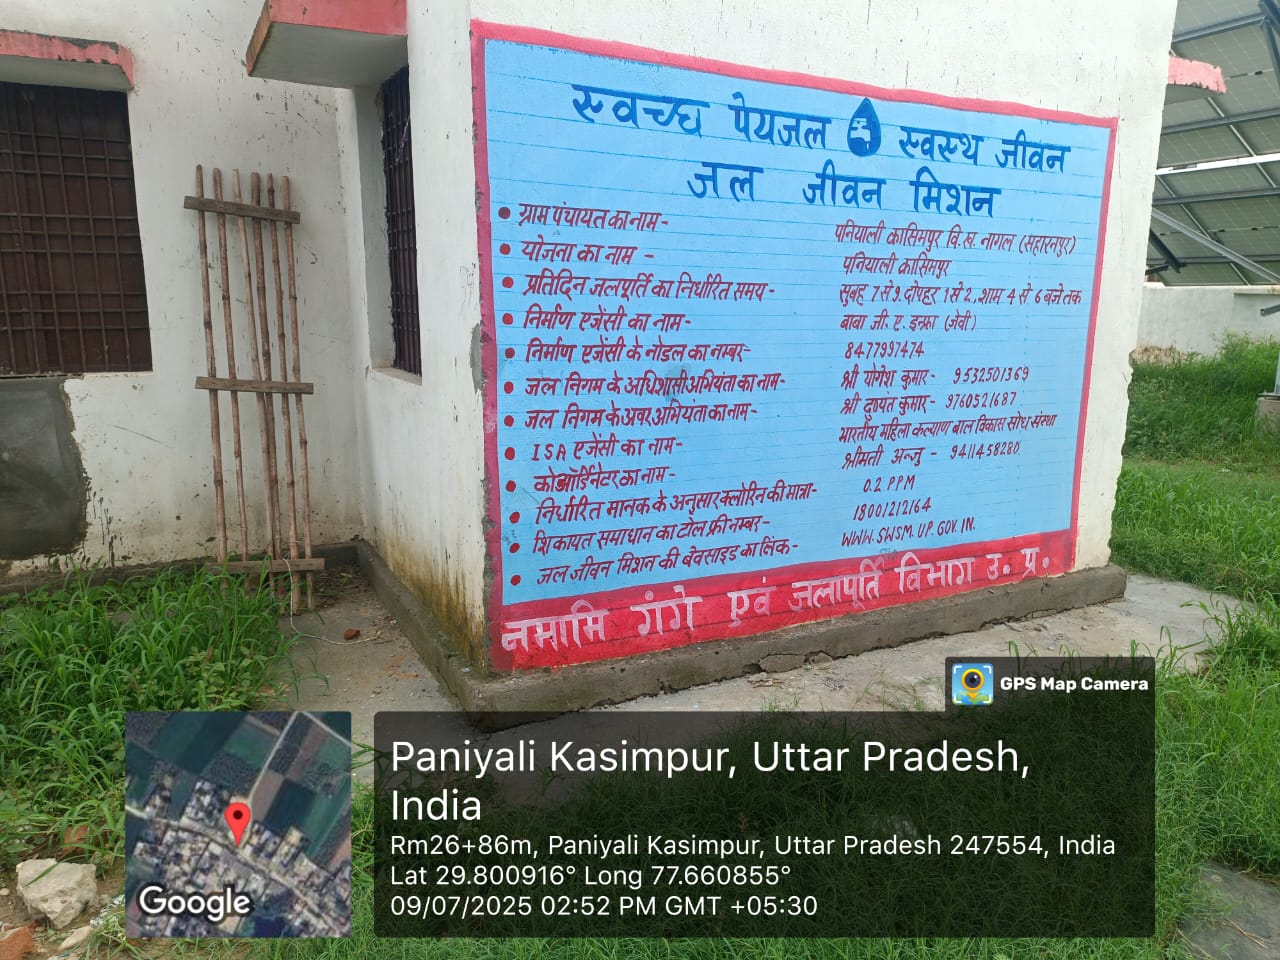 स्वच्छ पेयजल स्वस्थ जीवन
जल जीवन मिशन
• ग्राम पंचायत का नाम - पनियाली कासिमपुर वि.ख. नागल (सहारनपुर)
• योजना का नाम - पनियाली कासिमपुर
• प्रतिदिन जलपूर्ति का निर्धारित समय - सुबह 7 से 9, दोपहर 1 से 2, शाम 4 से 6 बजे तक
• निर्माण एजेंसी का नाम - बाबा जी. ए. इन्फ्रा (जेवी)
• निर्माण एजेंसी के नोडल का नम्बर - 8477997474
• जल निगम के अधिशासी अभियंता का नाम - श्री योगेश कुमार - 9532501369
• जल निगम के अवर अभियंता का नाम - श्री दुष्यंत कुमार - 9760521687
• ISA एजेंसी का नाम - भारतीय महिला कल्याण बाल विकास सोध संस्था
• कोऑर्डिनेटर का नाम - श्रीमती अन्जु - 9411458280
• निर्धारित मानक के अनुसार क्लोरिन की मात्रा - 0.2 PPM
• शिकायत समाधान का टोल फ्री नम्बर - 18001212164
• जल जीवन मिशन की बेवसाइड का लिंक - WWW.SWSM.UP.GOV.IN.
नमामि गंगे एवं जलापूर्ति विभाग उ. प्र.
GPS Map Camera
Paniyali Kasimpur, Uttar Pradesh,
India
Rm26+86m, Paniyali Kasimpur, Uttar Pradesh 247554, India
Lat 29.800916° Long 77.660855°
09/07/2025 02:52 PM GMT +05:30
Google